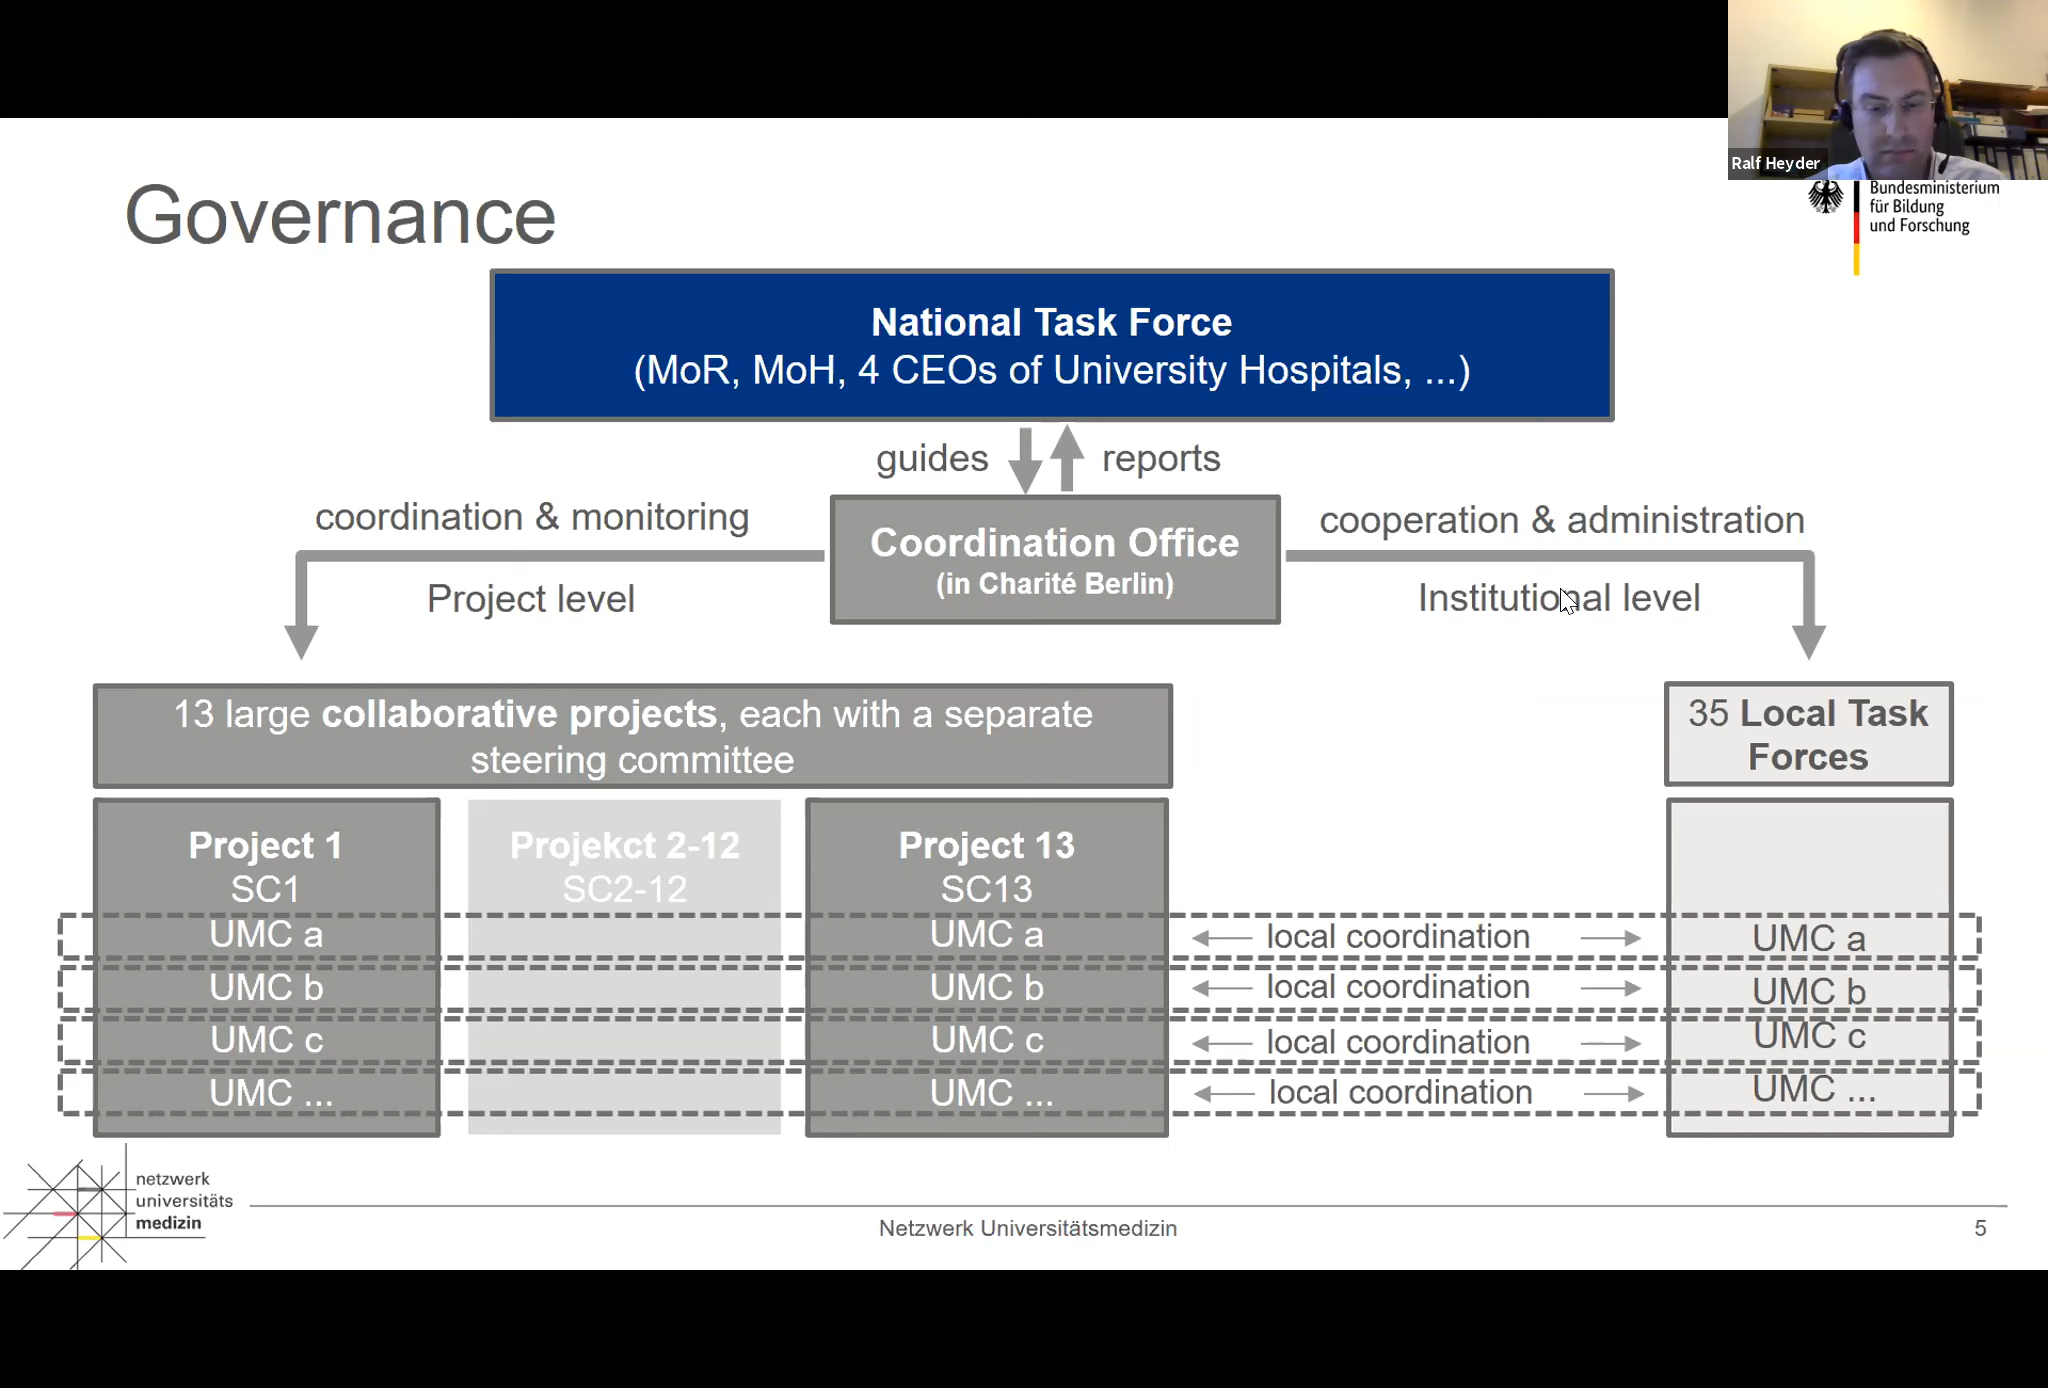 Ralf Heyder
Bundesministerium
für Bildung
und Forschung
Governance
National Task Force
(MoR, MoH, 4 CEOs of University Hospitals, ...)
guides
reports
coordination & monitoring
Coordination Office
(in Charité Berlin)
cooperation & administration
Project level
Institutional level
13 large collaborative projects, each with a separate
steering committee
35 Local Task
Forces
Project 1
SC1
Projekct 2-12
SC2-12
Project 13
SC13
UMC a
UMC a
local coordination
UMC a
UMC b
UMC b
local coordination
UMC b
UMC c
UMC c
local coordination
UMC c
UMC ...
UMC ...
local coordination
UMC ...
netzwerk
universitäts
medizin
Netzwerk Universitätsmedizin
5